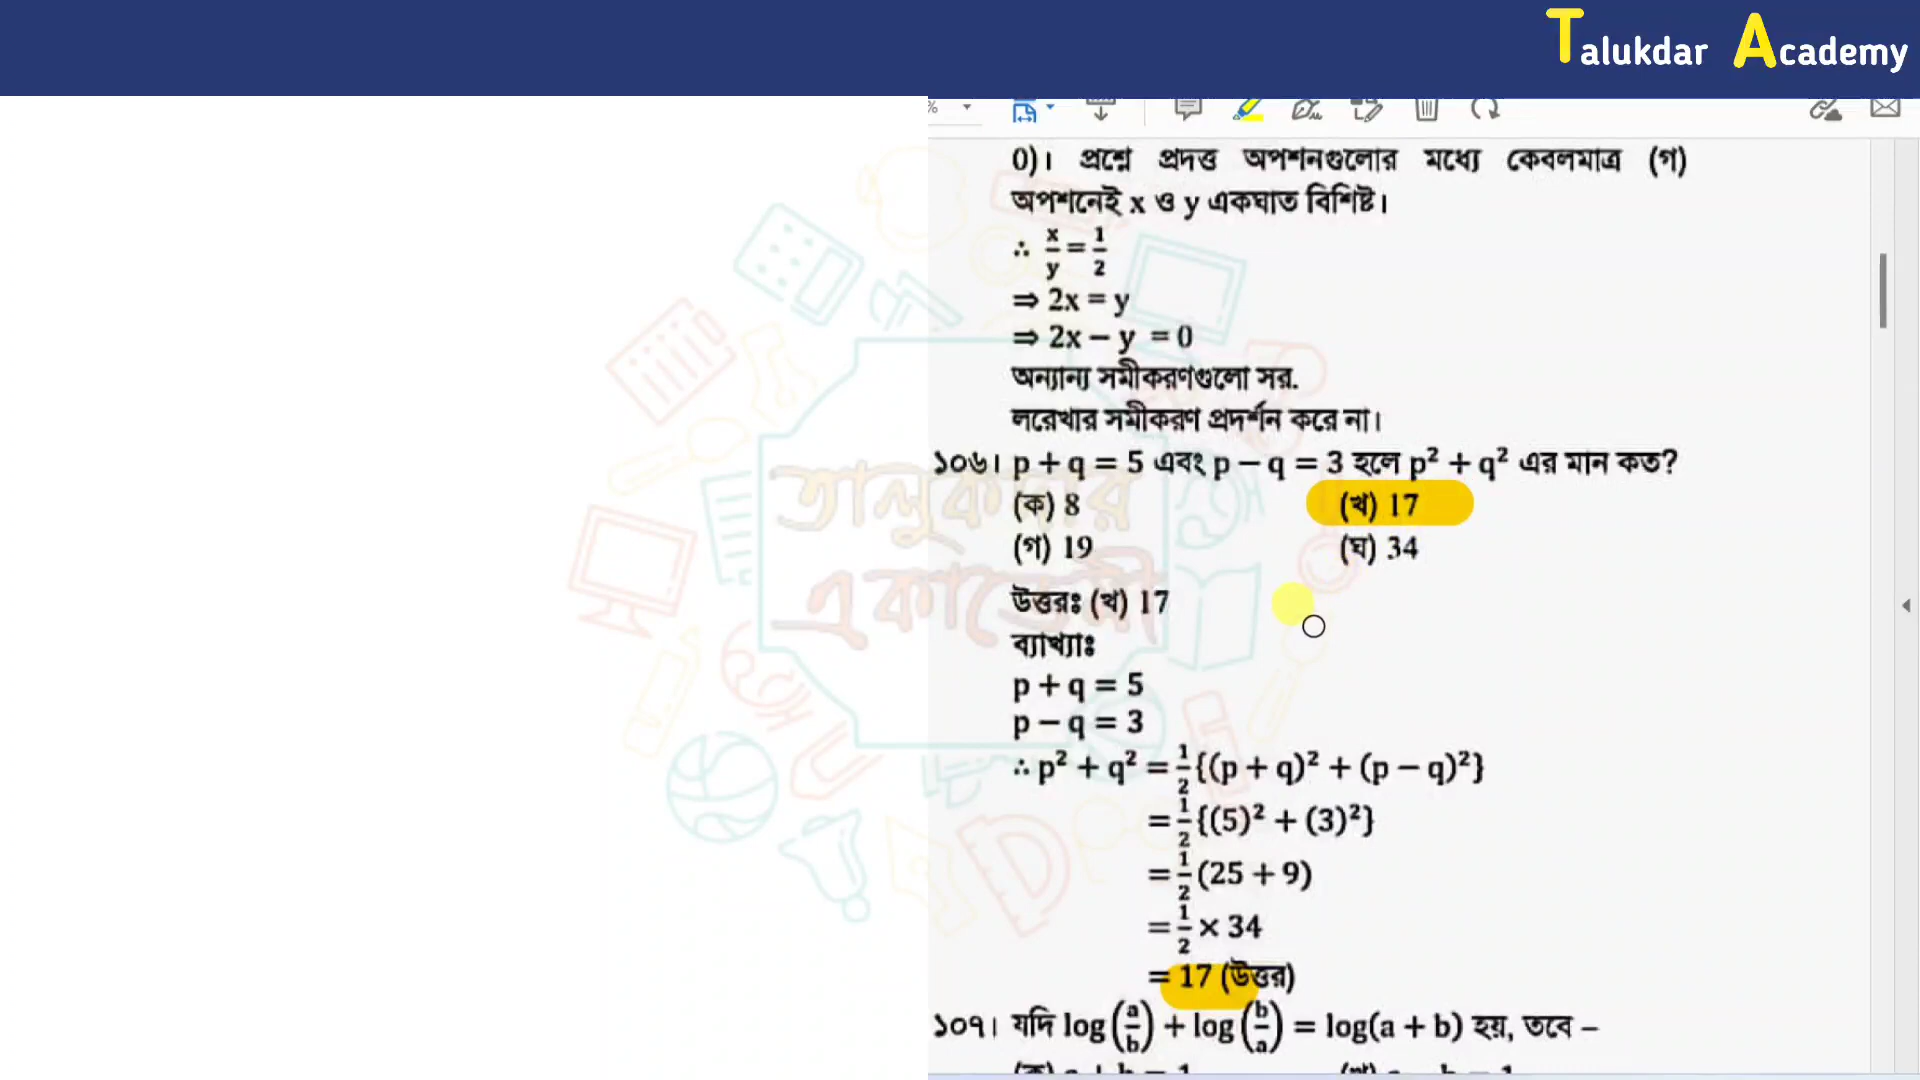 Talukdar Academy
%
0)। প্রশ্নে প্রদত্ত অপশনগুলোর মধ্যে কেবলমাত্র (গ)
অপশনেই x ও y একঘাত বিশিষ্ট।
∴ x/y = 1/2
⇒ 2x = y
⇒ 2x − y = 0
অন্যান্য সমীকরণগুলো সর.
লরেখার সমীকরণ প্রদর্শন করে না।
১০৬। p + q = 5 এবং p − q = 3 হলে p² + q² এর মান কত?
(ক) 8 (খ) 17
(গ) 19 (ঘ) 34
উত্তরঃ (খ) 17
ব্যাখ্যাঃ
p + q = 5
p − q = 3
∴ p² + q² = 1/2 {(p + q)² + (p − q)²}
= 1/2 {(5)² + (3)²}
= 1/2 (25 + 9)
= 1/2 × 34
= 17 (উত্তর)
১০৭। যদি log (a/b) + log (b/a) = log(a + b) হয়, তবে –
তালুকদার
একাডেমী